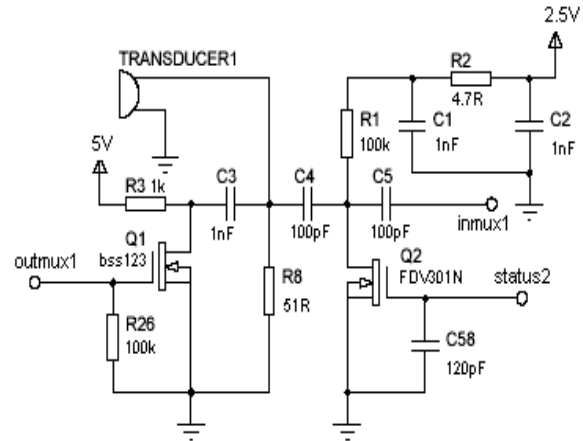 2.5V
TRANSDUCER1
R2
4.7R
R1
100k
C1
1nF
C2
1nF
5V
R3 1k
C3
1nF
C4
100pF
C5
100pF
inmux1
Q1
bss123
outmux1
R8
51R
Q2
FDV301N
status2
R26
100k
C58
120pF